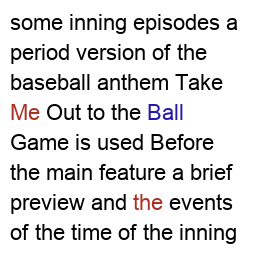 some inning episodes a
period version of the
baseball anthem Take
Me Out to the Ball
Game is used Before
the main feature a brief
preview and the events
of the time of the inning